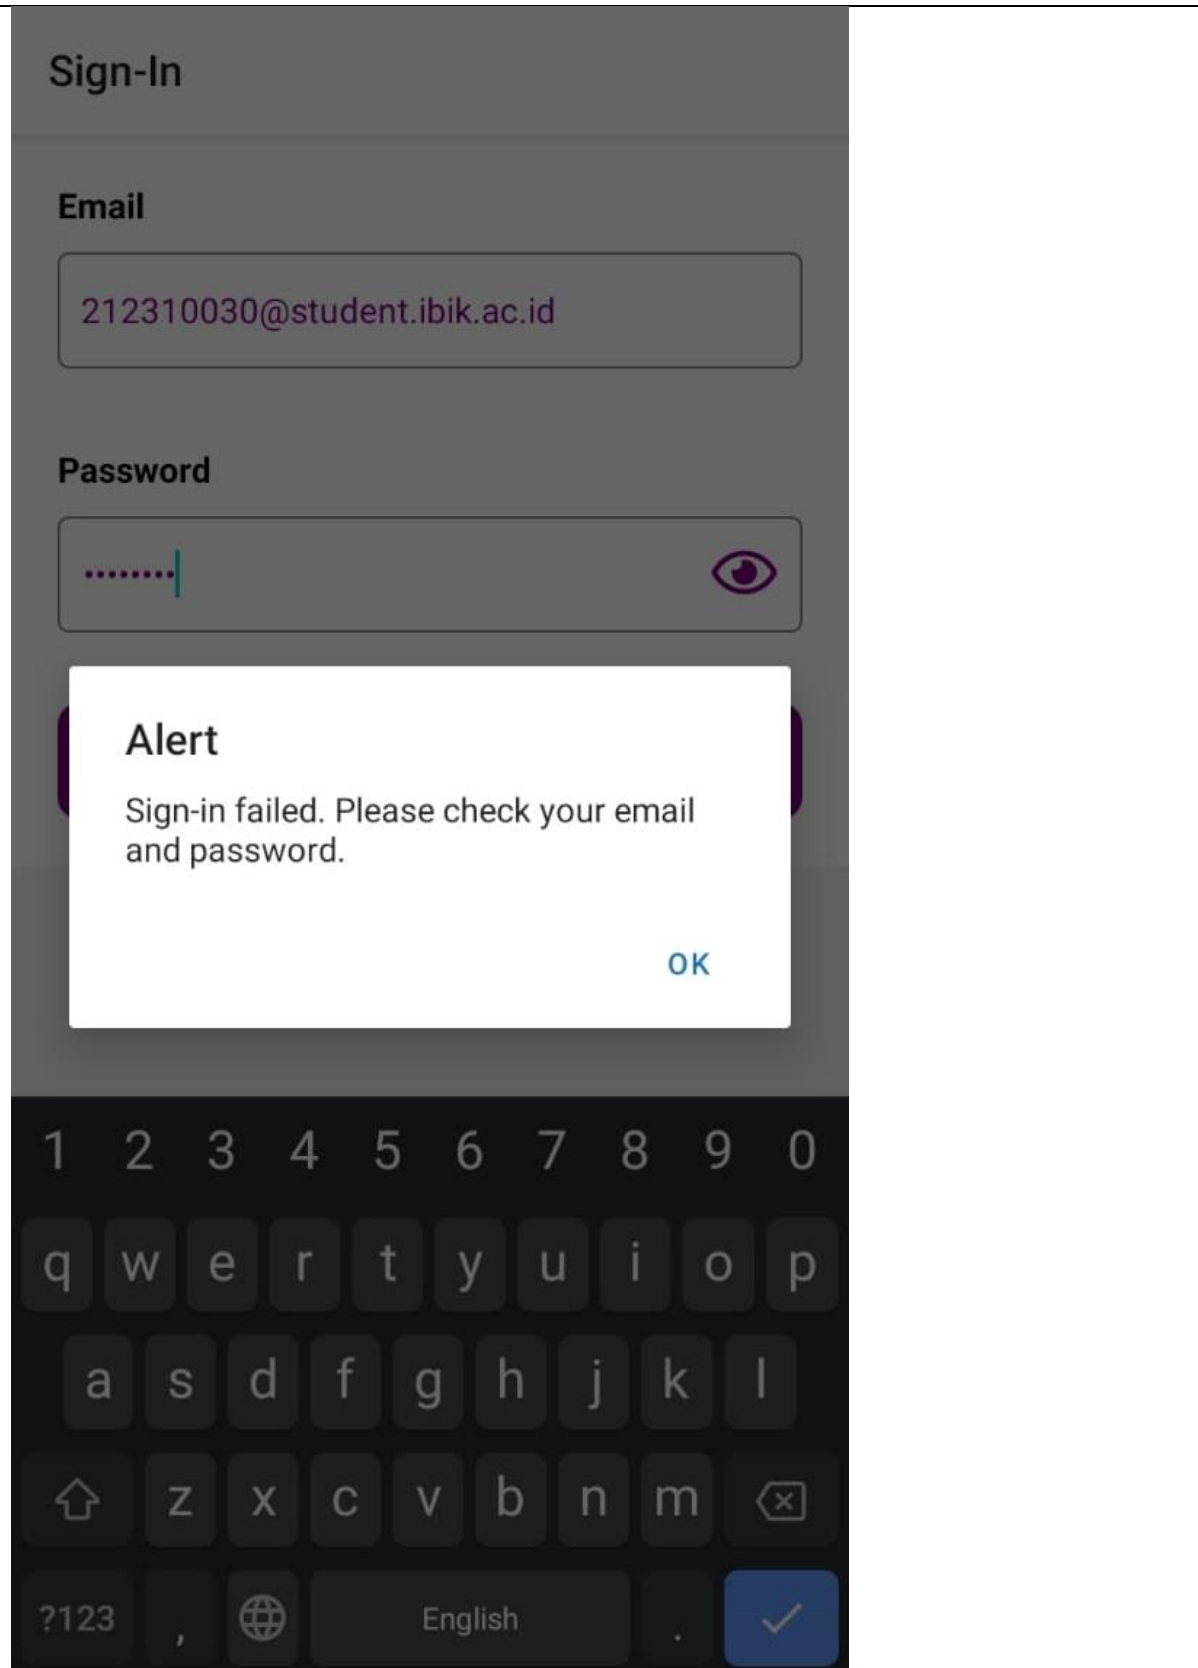 Sign-In
Email
212310030@student.ibik.ac.id
Password
••••••••
Alert
Sign-in failed. Please check your email
and password.
OK
1 2 3 4 5 6 7 8 9 0
q w e r t y u i o p
a s d f g h j k l
z x c v b n m
?123 , English .